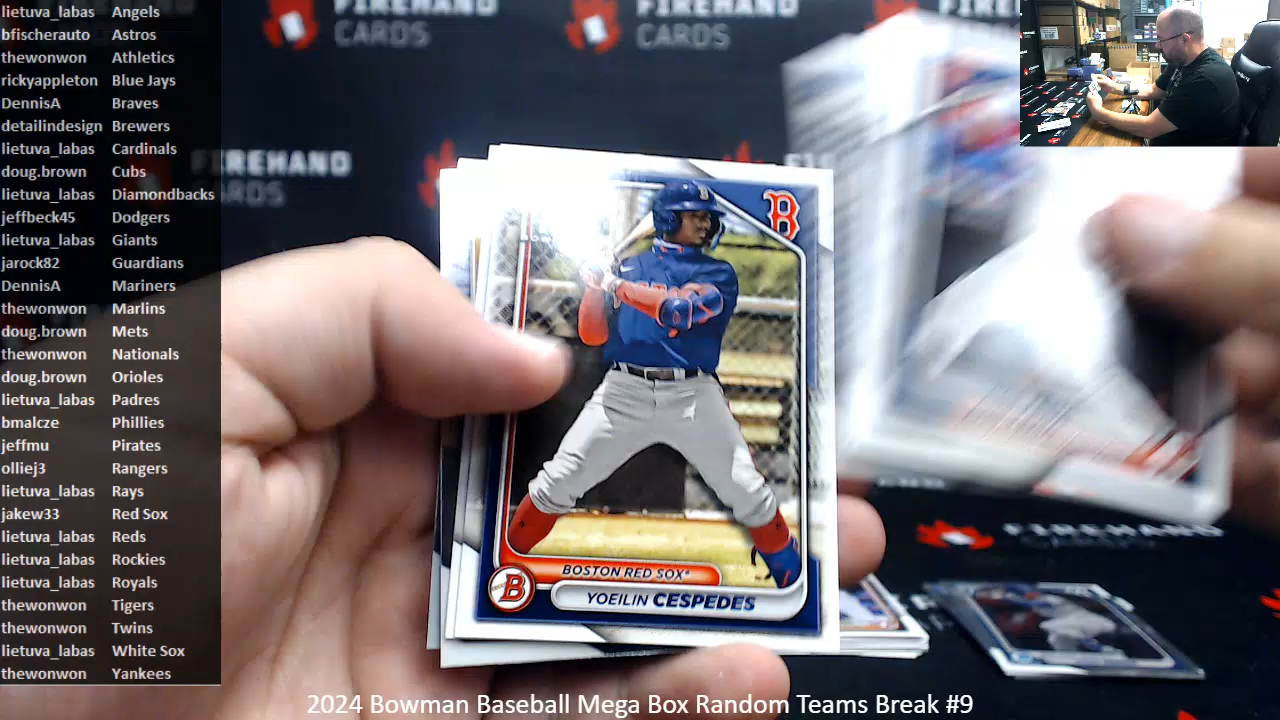 lietuva_labas Angels
bfischerauto Astros
thewonwon Athletics
rickyappleton Blue Jays
DennisA Braves
detailindesign Brewers
lietuva_labas Cardinals
doug.brown Cubs
lietuva_labas Diamondbacks
jeffbeck45 Dodgers
lietuva_labas Giants
jarock82 Guardians
DennisA Mariners
thewonwon Marlins
doug.brown Mets
thewonwon Nationals
doug.brown Orioles
lietuva_labas Padres
bmalcze Phillies
jeffmu Pirates
olliej3 Rangers
lietuva_labas Rays
jakew33 Red Sox
lietuva_labas Reds
lietuva_labas Rockies
lietuva_labas Royals
thewonwon Tigers
thewonwon Twins
lietuva_labas White Sox
thewonwon Yankees
FIREHAND
CARDS
FIREHAND
CARDS
FIREHAND
CARDS
B
BOSTON RED SOX
B
YOEILIN CESPEDES
FIREHAND
CARDS
2024 Bowman Baseball Mega Box Random Teams Break #9